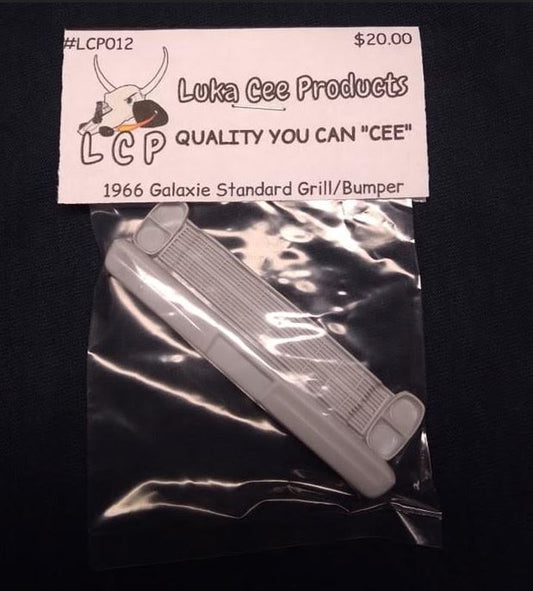 #LCP012 $20.00
Luka Cee Products
LCP QUALITY YOU CAN "CEE"
1966 Galaxie Standard Grill/Bumper